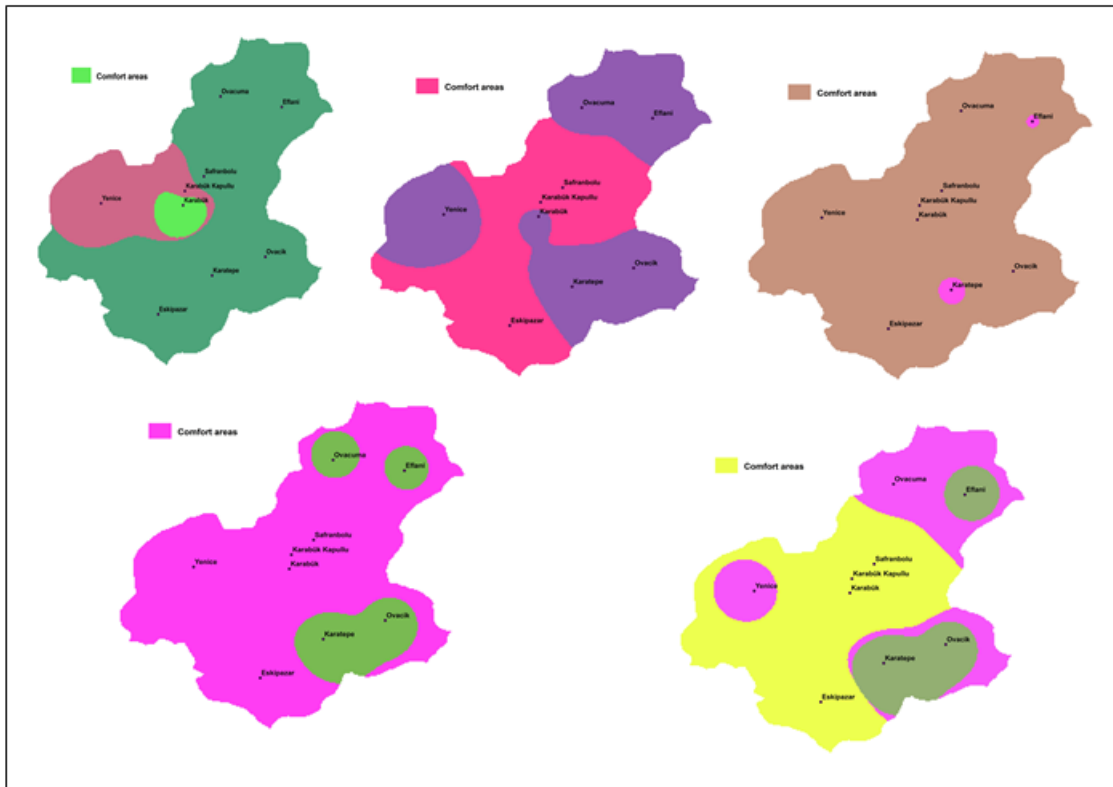 Comfort areas
Ovacuma
Eflani
Safranbolu
Karabük Kapullu
Karabük
Yenice
Ovacik
Karatepe
Eskipazar
Comfort areas
Ovacuma
Eflani
Safranbolu
Karabük Kapullu
Karabük
Yenice
Ovacik
Karatepe
Eskipazar
Comfort areas
Ovacuma
Eflani
Safranbolu
Karabük Kapullu
Karabük
Yenice
Ovacik
Karatepe
Eskipazar
Comfort areas
Ovacuma
Eflani
Safranbolu
Karabük Kapullu
Karabük
Yenice
Ovacik
Karatepe
Eskipazar
Comfort areas
Ovacuma
Eflani
Safranbolu
Karabük Kapullu
Karabük
Yenice
Ovacik
Karatepe
Eskipazar